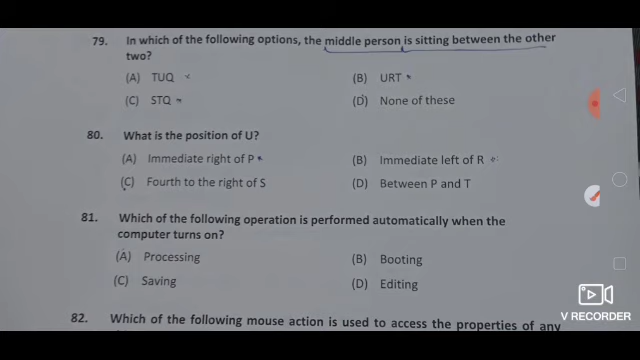 79. In which of the following options, the middle person is sitting between the other
two?
(A) TUQ (B) URT
(C) STQ (D) None of these
80. What is the position of U?
(A) Immediate right of P (B) Immediate left of R
(C) Fourth to the right of S (D) Between P and T
81. Which of the following operation is performed automatically when the
computer turns on?
(A) Processing (B) Booting
(C) Saving (D) Editing
82. Which of the following mouse action is used to access the properties of any
V RECORDER